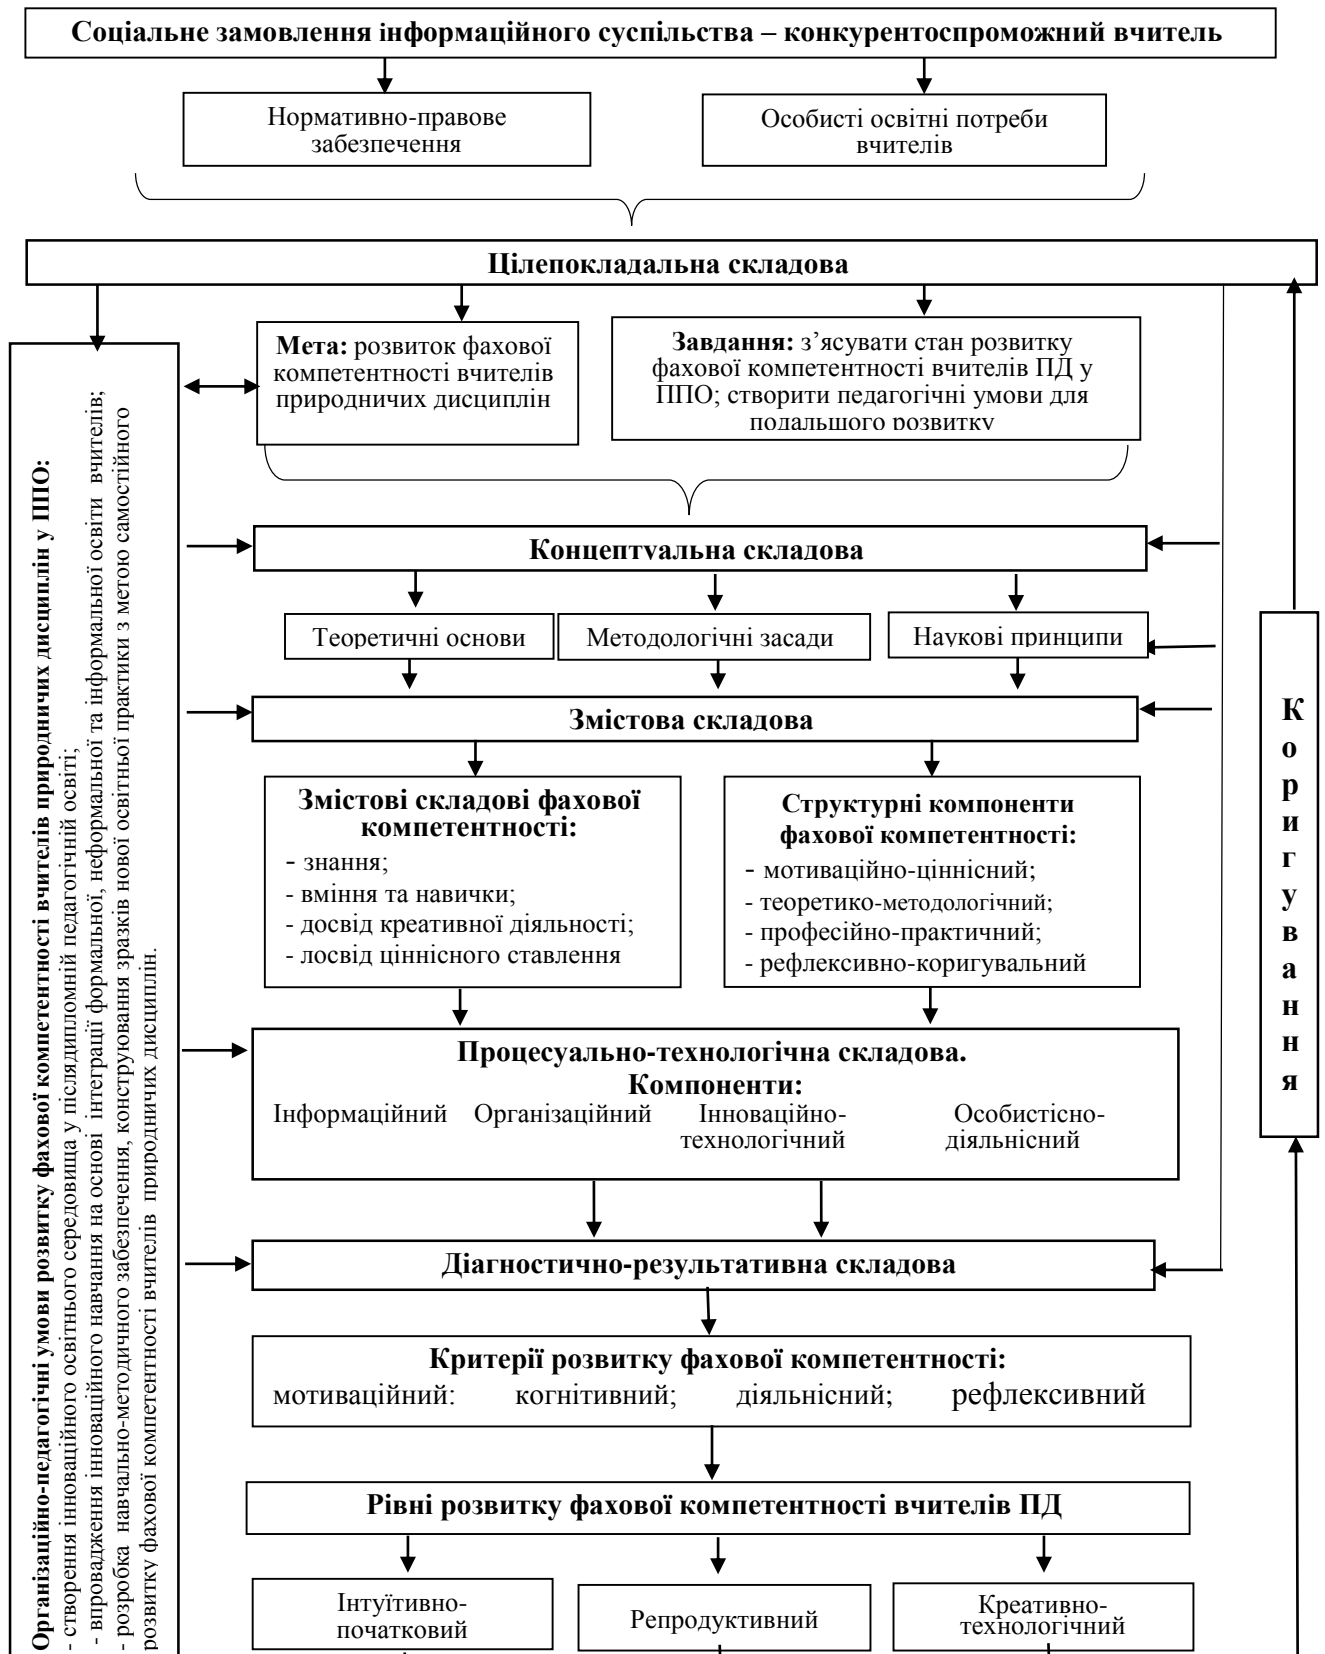 Соціальне замовлення інформаційного суспільства – конкурентоспроможний вчитель
Нормативно-правове
забезпечення
Особисті освітні потреби
вчителів
Цілепокладальна складова
Мета: розвиток фахової
компетентності вчителів
природничих дисциплін
Завдання: з’ясувати стан розвитку
фахової компетентності вчителів ПД у
ППО; створити педагогічні умови для
подальшого розвитку
Організаційно-педагогічні умови розвитку фахової компетентності вчителів природничих дисциплін у ППО:
- створення інноваційного освітнього середовища у післядипломній педагогічній освіті;
- впровадження інноваційного навчання на основі інтеграції формальної, неформальної та інформальної освіти вчителів;
- розробка навчально-методичного забезпечення, конструювання зразків нової освітньої практики з метою самостійного
розвитку фахової компетентності вчителів природничих дисциплін.
Концептуальна складова
Теоретичні основи
Методологічні засади
Наукові принципи
Змістова складова
Змістові складові фахової
компетентності:
- знання;
- вміння та навички;
- досвід креативної діяльності;
- лосвід ціннісного ставлення
Структурні компоненти
фахової компетентності:
- мотиваційно-ціннісний;
- теоретико-методологічний;
- професійно-практичний;
- рефлексивно-коригувальний
Коригування
Процесуально-технологічна складова.
Компоненти:
Інформаційний Організаційний Інноваційно- Особистісно-
технологічний діяльнісний
Діагностично-результативна складова
Критерії розвитку фахової компетентності:
мотиваційний: когнітивний; діяльнісний; рефлексивний
Рівні розвитку фахової компетентності вчителів ПД
Інтуїтивно-
початковий
Репродуктивний
Креативно-
технологічний